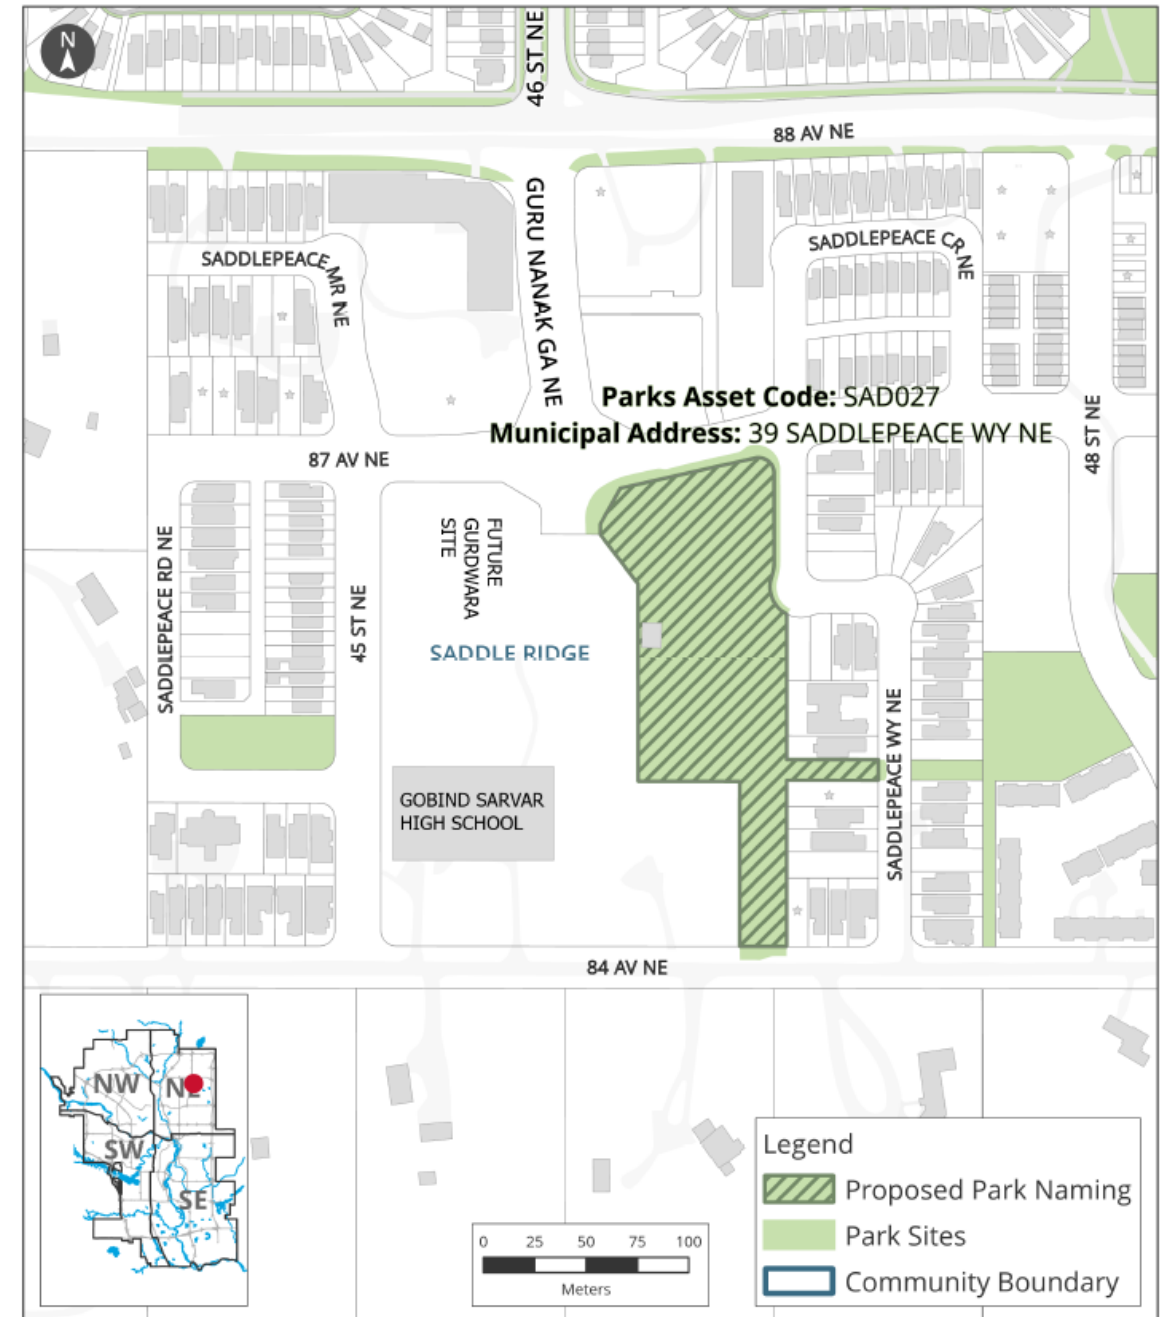 N
46 ST NE
88 AV NE
GURU NANAK GA NE
SADDLEPEACE MR NE
SADDLEPEACE CR NE
Parks Asset Code: SAD027
Municipal Address: 39 SADDLEPEACE WY NE
48 ST NE
87 AV NE
SADDLEPEACE RD NE
45 ST NE
FUTURE
GURDWARA
SITE
SADDLE RIDGE
SADDLEPEACE WY NE
GOBIND SARVAR
HIGH SCHOOL
84 AV NE
NW
NE
SW
SE
0 25 50 75 100
Meters
Legend
Proposed Park Naming
Park Sites
Community Boundary